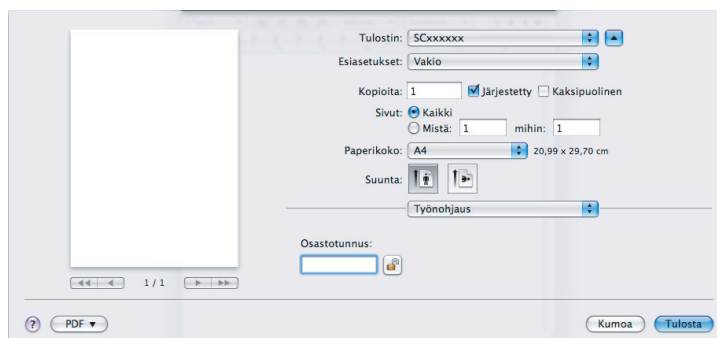 Tulostin: SCxxxxxx
Esiasetukset: Vakio
Kopioita: 1 Järjestetty Kaksipuolinen
Sivut: Kaikki
Mistä: 1 mihin: 1
Paperikoko: A4 20,99 x 29,70 cm
Suunta:
Työnohjaus
Osastotunnus:
1 / 1
? PDF ▼ Kumoa Tulosta